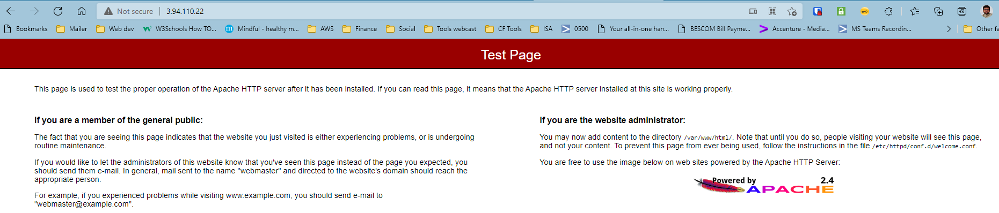 Not secure 3.94.110.22
Bookmarks Mailer Web dev W3Schools How TO... Mindful - healthy m... AWS Finance Social Tools webcast CF Tools ISA 0500 Your all-in-one han... BESCOM Bill Payme... Accenture - Media... MS Teams Recordin... Other fa
Test Page
This page is used to test the proper operation of the Apache HTTP server after it has been installed. If you can read this page, it means that the Apache HTTP server installed at this site is working properly.
If you are a member of the general public:
The fact that you are seeing this page indicates that the website you just visited is either experiencing problems, or is undergoing
routine maintenance.
If you would like to let the administrators of this website know that you've seen this page instead of the page you expected, you
should send them e-mail. In general, mail sent to the name "webmaster" and directed to the website's domain should reach the
appropriate person.
For example, if you experienced problems while visiting www.example.com, you should send e-mail to
"webmaster@example.com".
If you are the website administrator:
You may now add content to the directory /var/www/html/. Note that until you do so, people visiting your website will see this page,
and not your content. To prevent this page from ever being used, follow the instructions in the file /etc/httpd/conf.d/welcome.conf.
You are free to use the image below on web sites powered by the Apache HTTP Server:
Powered by 2.4
APACHE